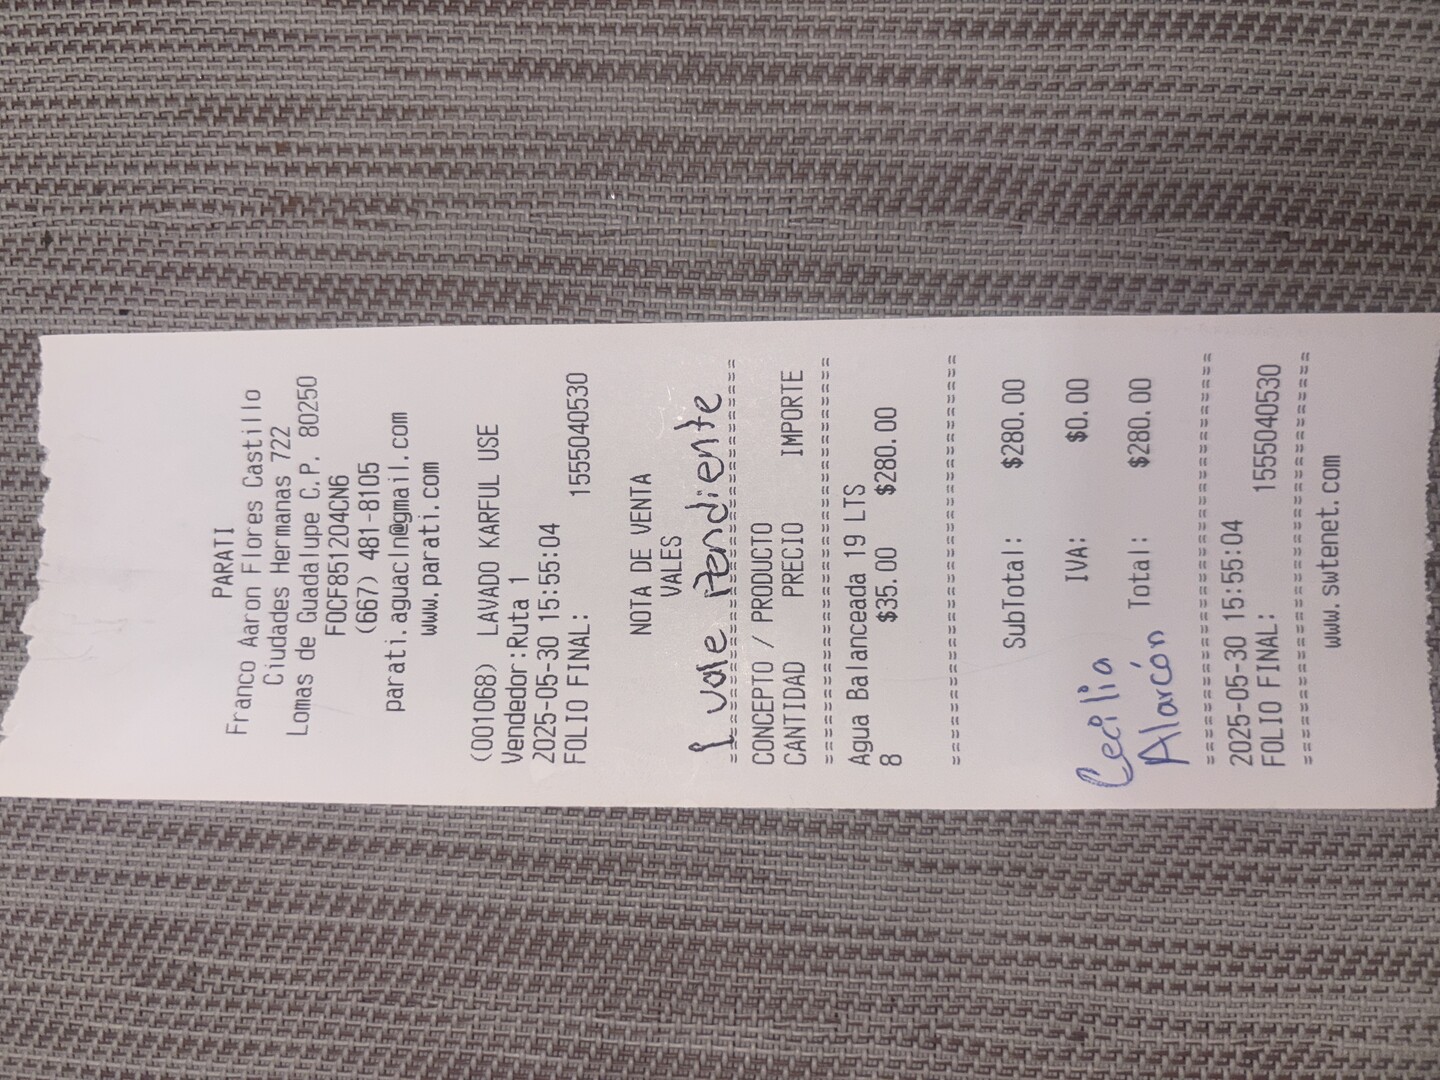 PARATI
Franco Aaron Flores Castillo
Ciudades Hermanas 722
Lomas de Guadalupe C.P. 80250
FOCF851204CN6
(667) 481-8105
parati.aguacln@gmail.com
www.parati.com
(001068) LAVADO KARFUL USE
Vendedor:Ruta 1
2025-05-30 15:55:04
FOLIO FINAL: 1555040530
NOTA DE VENTA
VALES
1 vale Pendiente
==============================
CONCEPTO / PRODUCTO
CANTIDAD PRECIO IMPORTE
==============================
Agua Balanceada 19 LTS
8 $35.00 $280.00
==============================
SubTotal: $280.00
IVA: $0.00
Total: $280.00
Cecilia
Alarcón
==============================
2025-05-30 15:55:04
FOLIO FINAL: 1555040530
==============================
www.swtenet.com